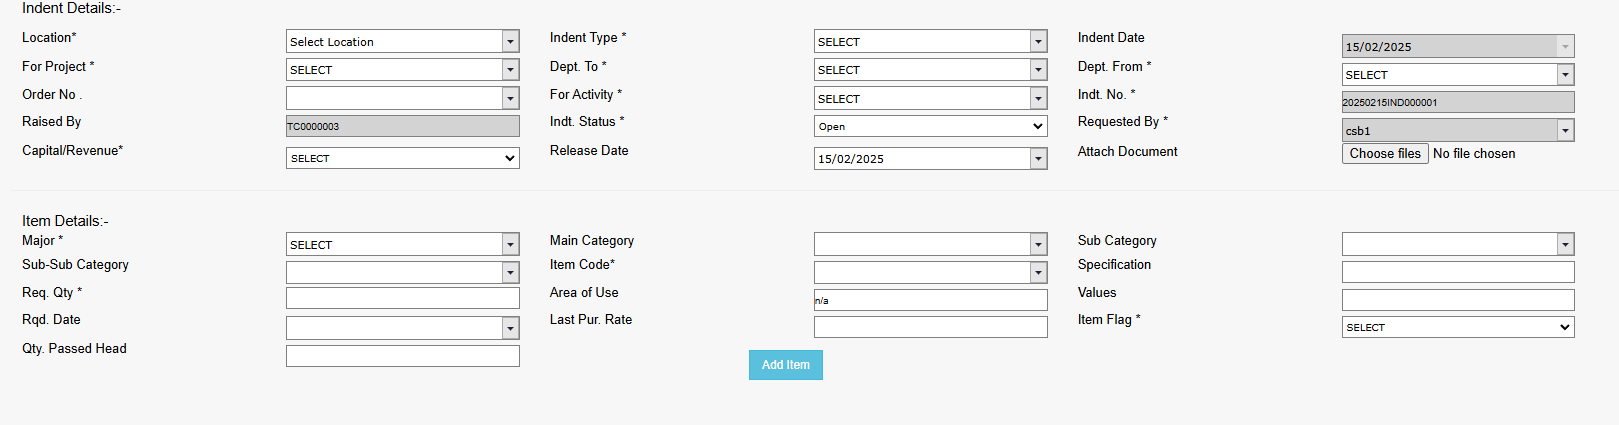 Indent Details:-
Location* Select Location Indent Type * SELECT Indent Date 15/02/2025
For Project * SELECT Dept. To * SELECT Dept. From * SELECT
Order No . For Activity * SELECT Indt. No. * 20250215IND000001
Raised By TC0000003 Indt. Status * Open Requested By * csb1
Capital/Revenue* SELECT Release Date 15/02/2025 Attach Document Choose files No file chosen
Item Details:-
Major * SELECT Main Category Sub Category
Sub-Sub Category Item Code* Specification
Req. Qty * Area of Use n/a Values
Rqd. Date Last Pur. Rate Item Flag * SELECT
Qty. Passed Head
Add Item